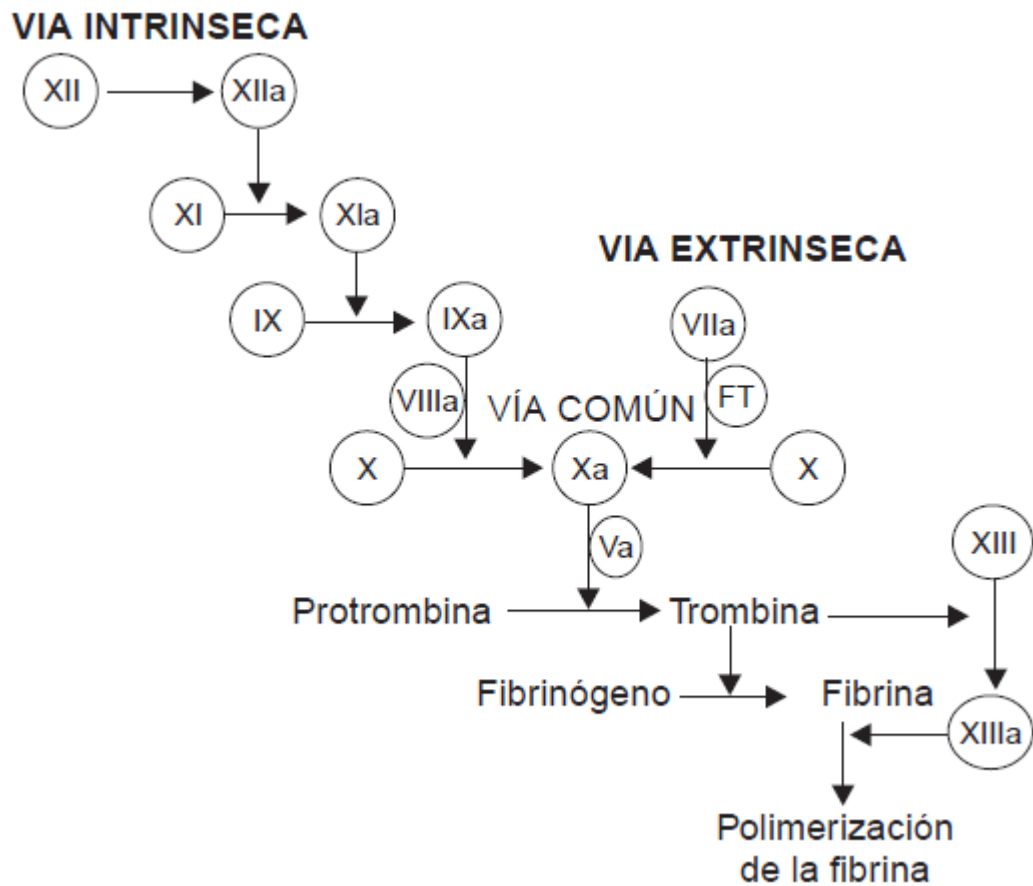 VIA INTRINSECA
XII
XIIa
XI
XIa
VIA EXTRINSECA
IX
IXa
VIIa
VIIIa
VÍA COMÚN
FT
X
Xa
X
Va
XIII
Protrombina
Trombina
Fibrinógeno
Fibrina
XIIIa
Polimerización
de la fibrina